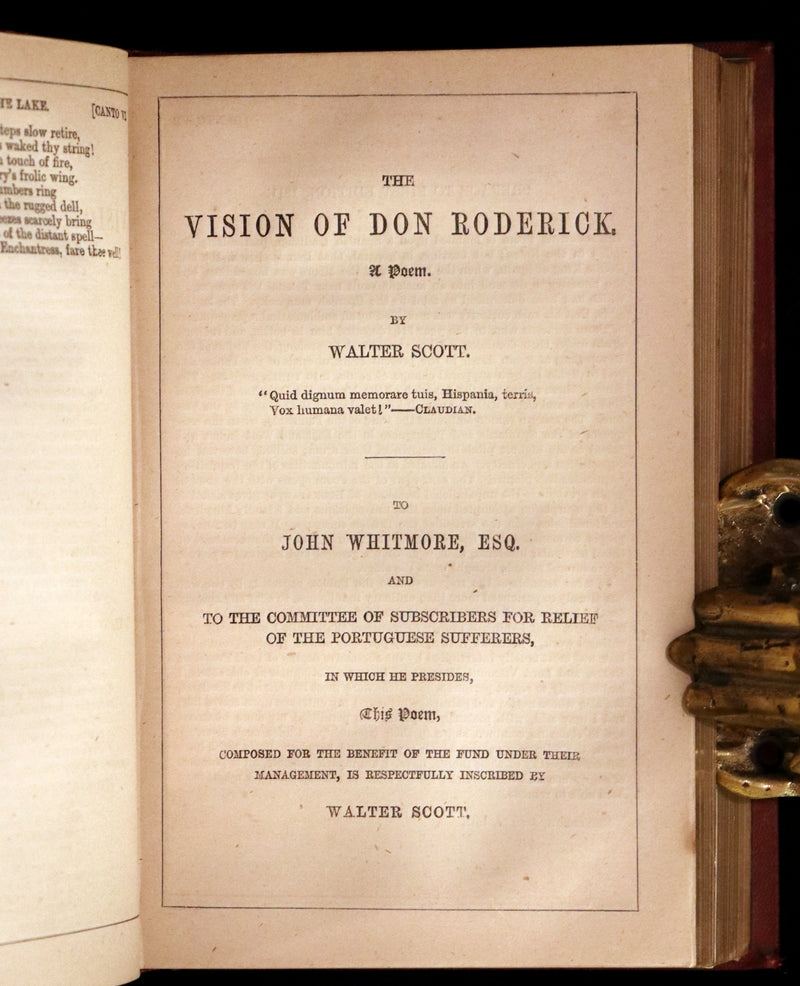 LAKE. [CANTO VI
slow retire,
waked thy string!
touch of fire,
frolic wing.
ring
the rugged dell,
scarcely bring
of the distant spell—
Enchantress, fare thee well!
THE
VISION OF DON RODERICK.
A Poem.
BY
WALTER SCOTT.
“Quid dignum memorare tuis, Hispania, terris,
Vox humana valet!”——CLAUDIAN.
TO
JOHN WHITMORE, ESQ.
AND
TO THE COMMITTEE OF SUBSCRIBERS FOR RELIEF
OF THE PORTUGUESE SUFFERERS,
IN WHICH HE PRESIDES,
This Poem,
COMPOSED FOR THE BENEFIT OF THE FUND UNDER THEIR
MANAGEMENT, IS RESPECTFULLY INSCRIBED BY
WALTER SCOTT.